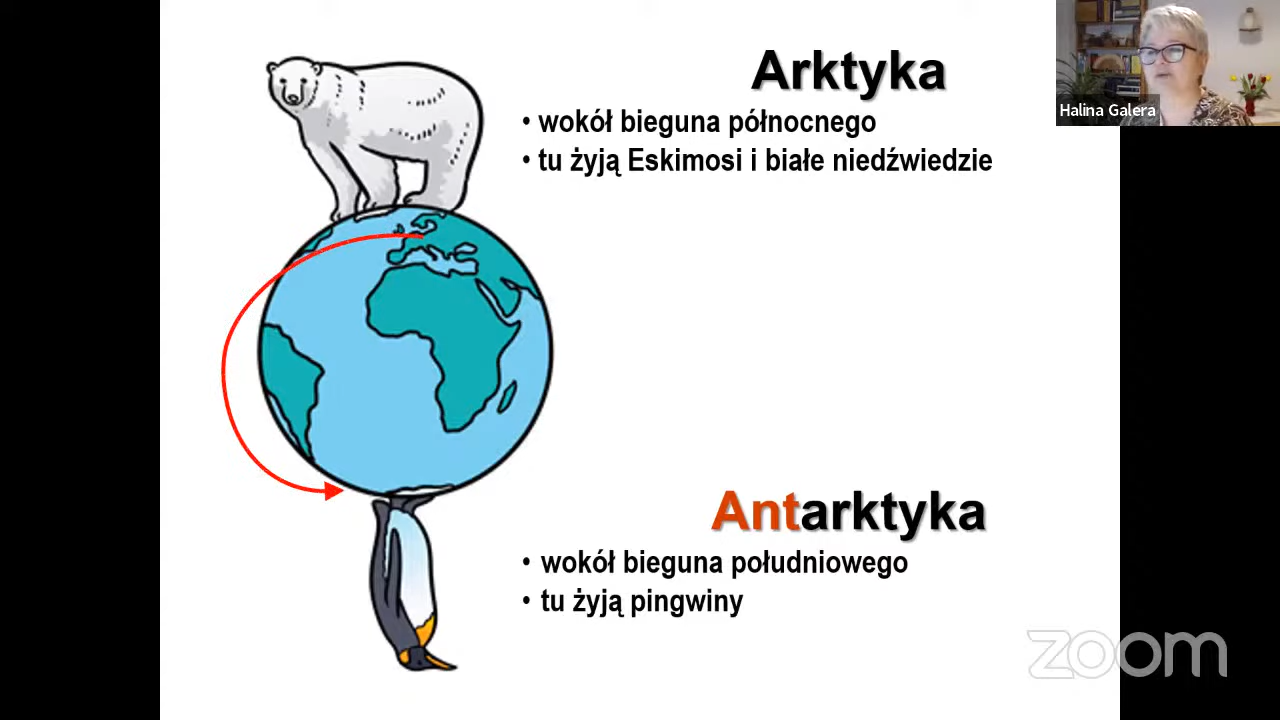 Arktyka
• wokół bieguna północnego
• tu żyją Eskimosi i białe niedźwiedzie
Halina Galera
Antarktyka
• wokół bieguna południowego
• tu żyją pingwiny
zoom